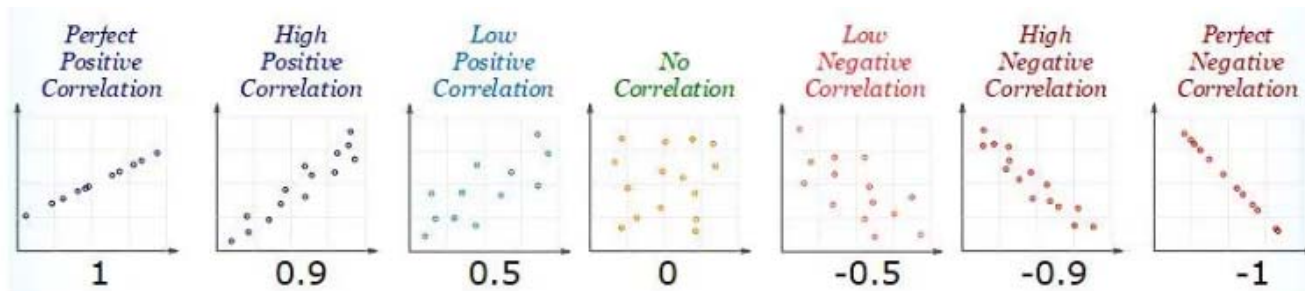 Perfect
Positive
Correlation
High
Positive
Correlation
Low
Positive
Correlation
No
Correlation
Low
Negative
Correlation
High
Negative
Correlation
Perfect
Negative
Correlation
1
0.9
0.5
0
-0.5
-0.9
-1